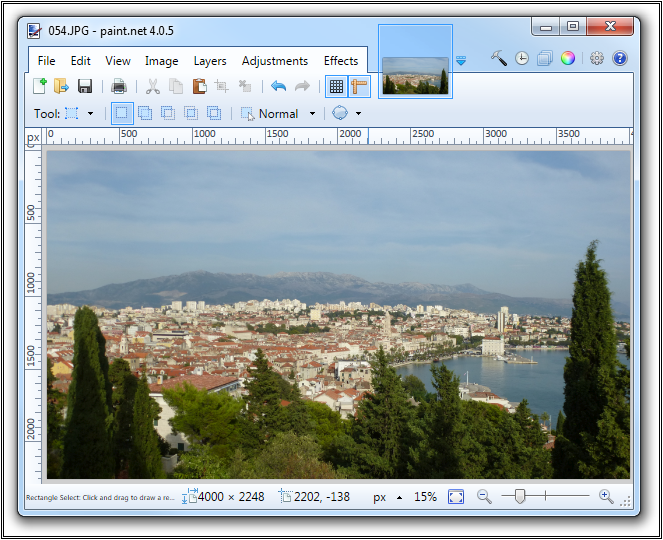 054.JPG - paint.net 4.0.5
File Edit View Image Layers Adjustments Effects
Tool: Normal
px 0 500 1000 1500 2000 2500 3000 3500
500
1000
1500
2000
Rectangle Select: Click and drag to draw a re... 4000 × 2248 2202, -138 px 15%